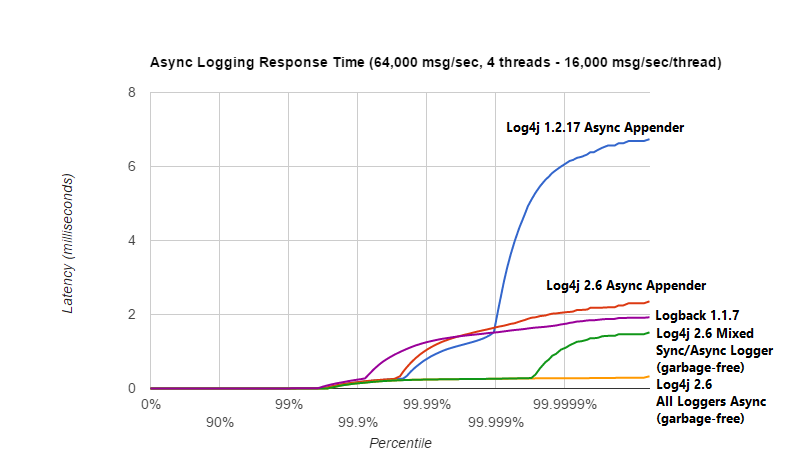 Async Logging Response Time (64,000 msg/sec, 4 threads - 16,000 msg/sec/thread)
8
Log4j 1.2.17 Async Appender
6
Latency (milliseconds)
4
Log4j 2.6 Async Appender
2
Logback 1.1.7
Log4j 2.6 Mixed
Sync/Async Logger
(garbage-free)
Log4j 2.6
All Loggers Async
(garbage-free)
0
0% 99% 99.99% 99.9999%
90% 99.9% 99.999%
Percentile